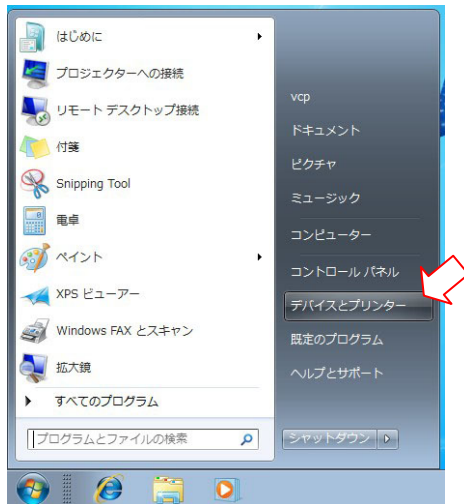 はじめに
プロジェクターへの接続
リモート デスクトップ接続
付箋
Snipping Tool
電卓
ペイント
XPS ビューアー
Windows FAX とスキャン
拡大鏡
すべてのプログラム
プログラムとファイルの検索
vcp
ドキュメント
ピクチャ
ミュージック
コンピューター
コントロール パネル
デバイスとプリンター
既定のプログラム
ヘルプとサポート
シャットダウン